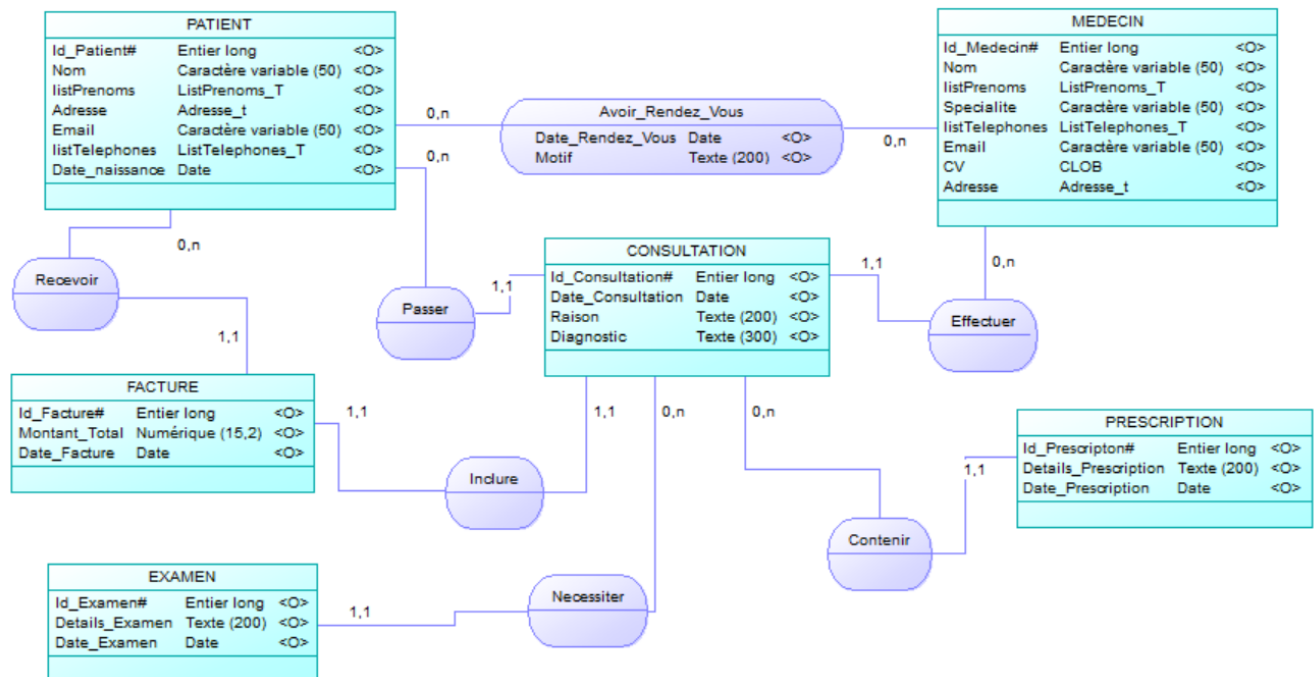 PATIENT
Id_Patient# Entier long <O>
Nom Caractère variable (50) <O>
listPrenoms ListPrenoms_T <O>
Adresse Adresse_t <O>
Email Caractère variable (50) <O>
listTelephones ListTelephones_T <O>
Date_naissance Date <O>
MEDECIN
Id_Medecin# Entier long <O>
Nom Caractère variable (50) <O>
listPrenoms ListPrenoms_T <O>
Specialite Caractère variable (50) <O>
listTelephones ListTelephones_T <O>
Email Caractère variable (50) <O>
CV CLOB <O>
Adresse Adresse_t <O>
0,n
Avoir_Rendez_Vous
Date_Rendez_Vous Date <O>
Motif Texte (200) <O>
0,n
0,n
0,n
Recevoir
1,1
Passer
1,1
CONSULTATION
Id_Consultation# Entier long <O>
Date_Consultation Date <O>
Raison Texte (200) <O>
Diagnostic Texte (300) <O>
1,1
0,n
Effectuer
FACTURE
Id_Facture# Entier long <O>
Montant_Total Numérique (15,2) <O>
Date_Facture Date <O>
1,1
1,1
0,n
0,n
Inclure
PRESCRIPTION
Id_Prescripton# Entier long <O>
Details_Prescription Texte (200) <O>
Date_Prescription Date <O>
1,1
Contenir
EXAMEN
Id_Examen# Entier long <O>
Details_Examen Texte (200) <O>
Date_Examen Date <O>
1,1
Necessiter